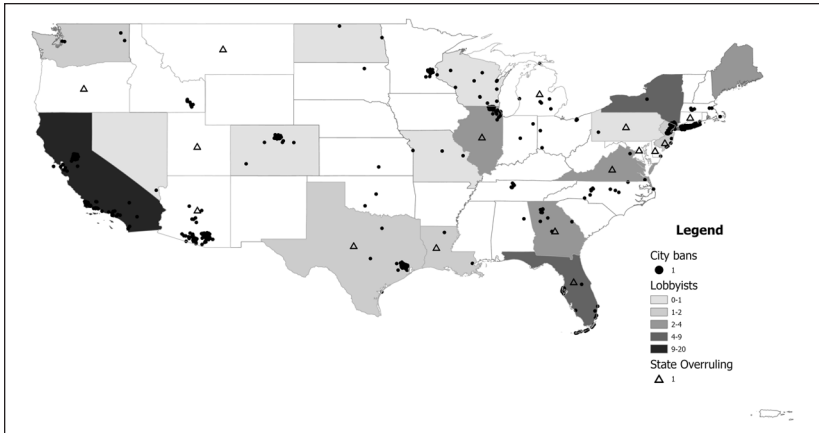 Legend
City bans
1
Lobbyists
0-1
1-2
2-4
4-9
9-20
State Overruling
1